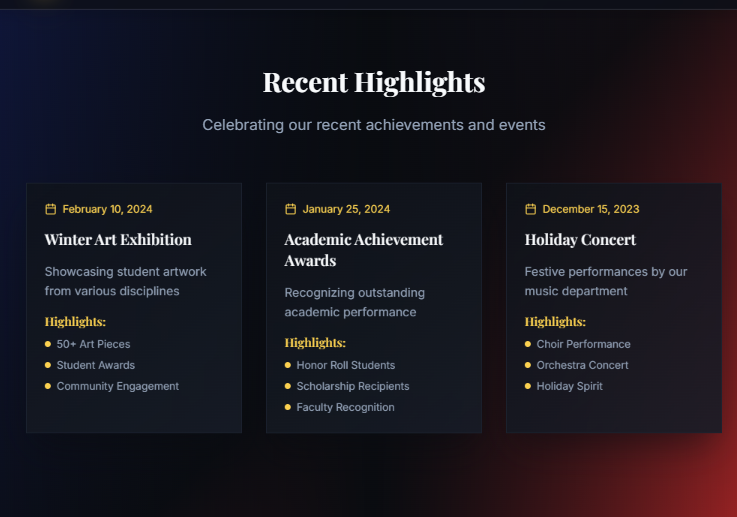 Recent Highlights
Celebrating our recent achievements and events
February 10, 2024
Winter Art Exhibition
Showcasing student artwork
from various disciplines
Highlights:
50+ Art Pieces
Student Awards
Community Engagement
January 25, 2024
Academic Achievement
Awards
Recognizing outstanding
academic performance
Highlights:
Honor Roll Students
Scholarship Recipients
Faculty Recognition
December 15, 2023
Holiday Concert
Festive performances by our
music department
Highlights:
Choir Performance
Orchestra Concert
Holiday Spirit